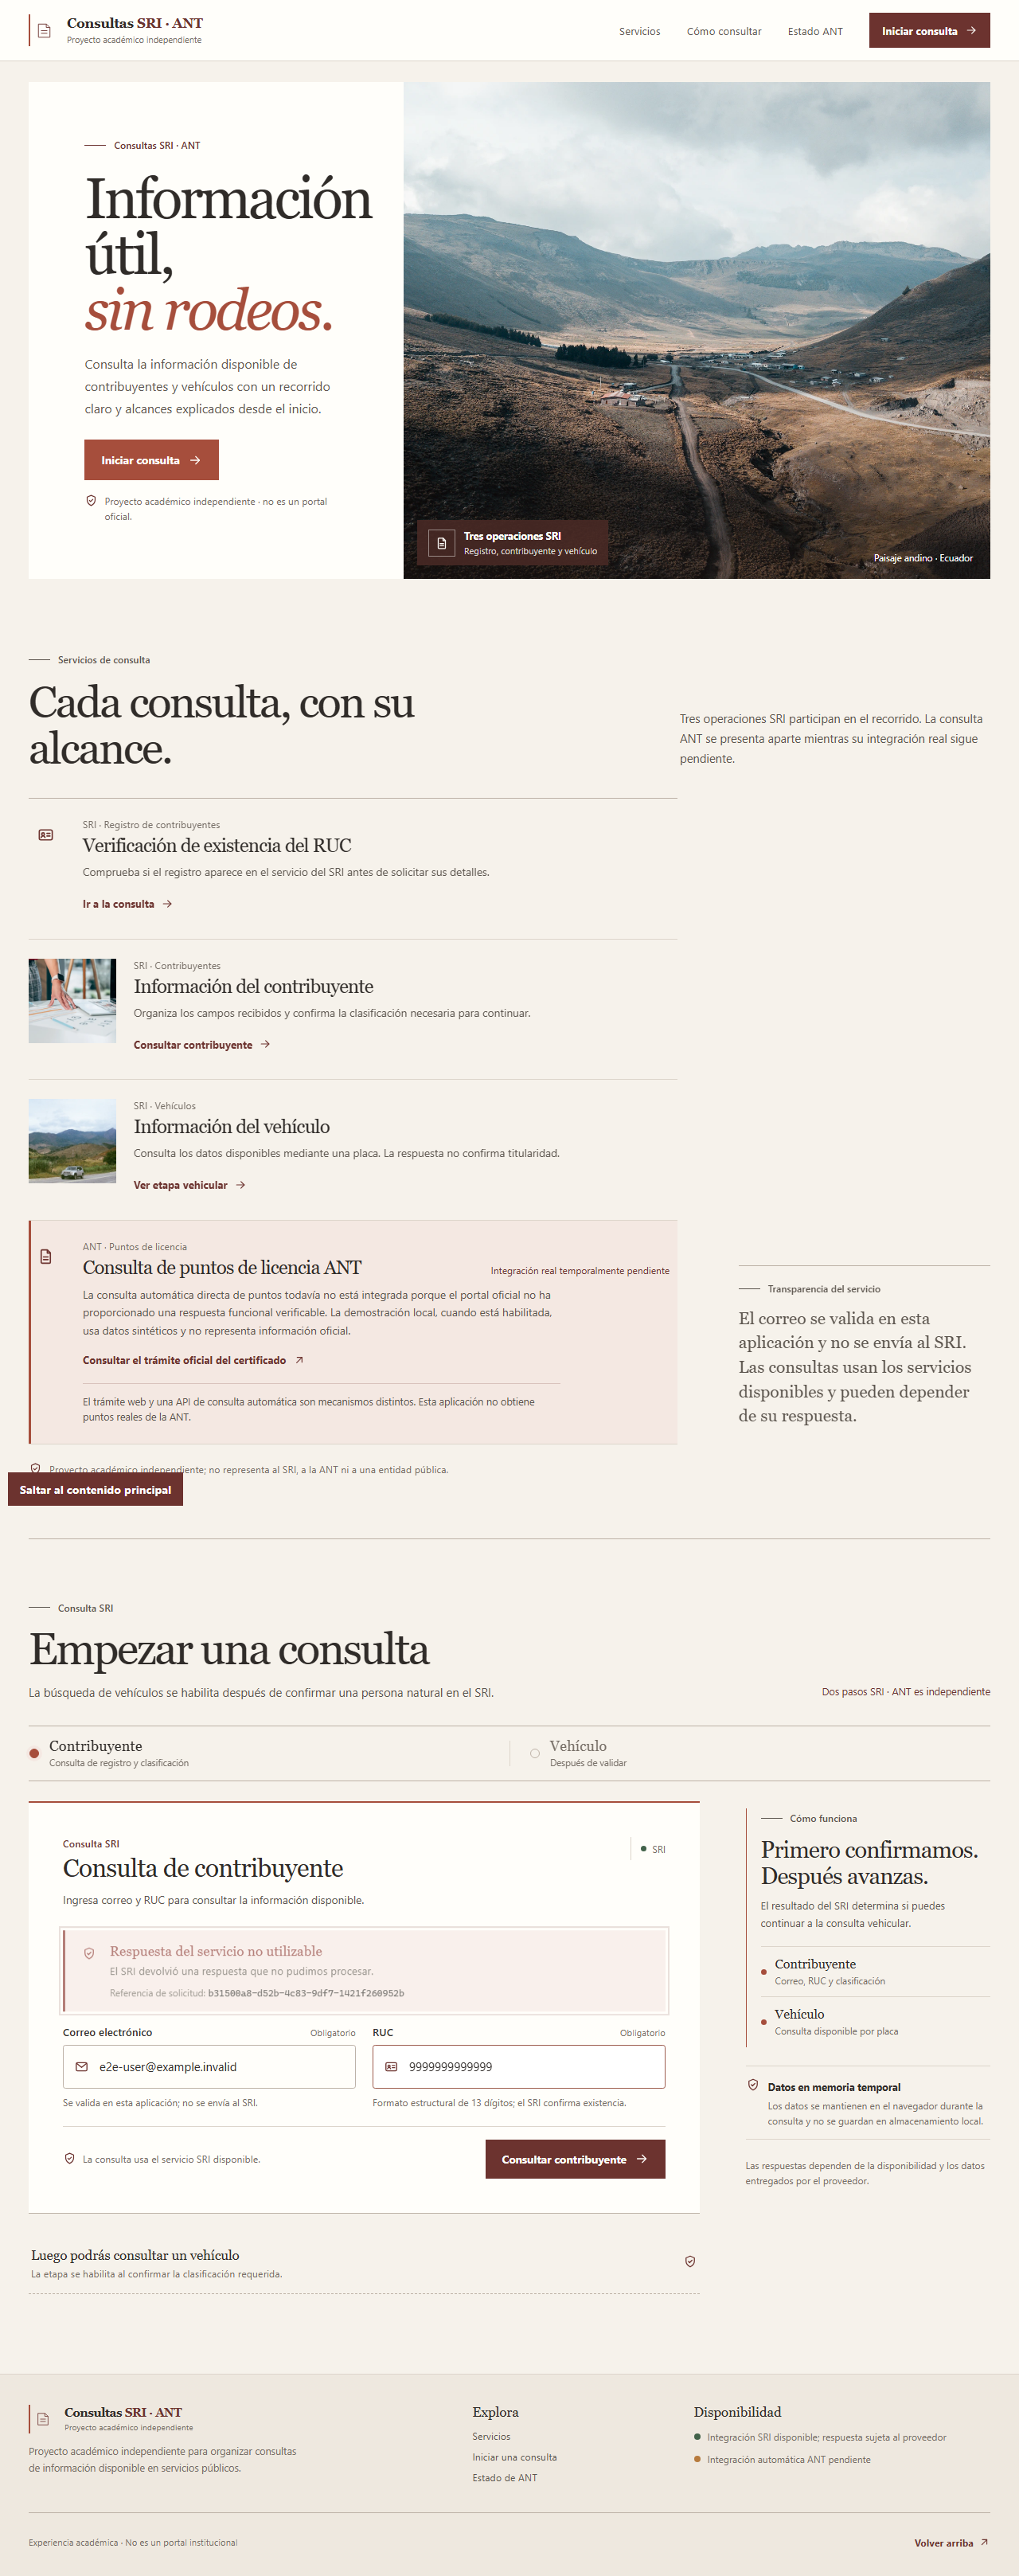 Consultas SRI · ANT
Proyecto académico independiente
Servicios
Cómo consultar
Estado ANT
Iniciar consulta
Consultas SRI · ANT
Información
útil,
sin rodeos.
Consulta la información disponible de
contribuyentes y vehículos con un recorrido
claro y alcances explicados desde el inicio.
Iniciar consulta
Proyecto académico independiente · no es un portal
oficial.
Tres operaciones SRI
Registro, contribuyente y vehículo
Paisaje andino · Ecuador
Servicios de consulta
Cada consulta, con su
alcance.
Tres operaciones SRI participan en el recorrido. La consulta
ANT se presenta aparte mientras su integración real sigue
pendiente.
SRI · Registro de contribuyentes
Verificación de existencia del RUC
Comprueba si el registro aparece en el servicio del SRI antes de solicitar sus detalles.
Ir a la consulta
SRI · Contribuyentes
Información del contribuyente
Organiza los campos recibidos y confirma la clasificación necesaria para continuar.
Consultar contribuyente
SRI · Vehículos
Información del vehículo
Consulta los datos disponibles mediante una placa. La respuesta no confirma titularidad.
Ver etapa vehicular
ANT · Puntos de licencia
Consulta de puntos de licencia ANT
Integración real temporalmente pendiente
La consulta automática directa de puntos todavía no está integrada porque el portal oficial no ha
proporcionado una respuesta funcional verificable. La demostración local, cuando está habilitada,
usa datos sintéticos y no representa información oficial.
Consultar el trámite oficial del certificado
El trámite web y una API de consulta automática son mecanismos distintos. Esta aplicación no obtiene
puntos reales de la ANT.
Transparencia del servicio
El correo se valida en esta
aplicación y no se envía al SRI.
Las consultas usan los servicios
disponibles y pueden depender
de su respuesta.
Proyecto académico independiente; no representa al SRI, a la ANT ni a una entidad pública.
Saltar al contenido principal
Consulta SRI
Empezar una consulta
La búsqueda de vehículos se habilita después de confirmar una persona natural en el SRI.
Dos pasos SRI · ANT es independiente
Contribuyente
Consulta de registro y clasificación
Vehículo
Después de validar
Consulta SRI
Consulta de contribuyente
SRI
Ingresa correo y RUC para consultar la información disponible.
Respuesta del servicio no utilizable
El SRI devolvió una respuesta que no pudimos procesar.
Referencia de solicitud: b31500a8-d52b-4c83-9df7-1421f260952b
Correo electrónico
Obligatorio
RUC
Obligatorio
e2e-user@example.invalid
9999999999999
Se valida en esta aplicación; no se envía al SRI.
Formato estructural de 13 dígitos; el SRI confirma existencia.
La consulta usa el servicio SRI disponible.
Consultar contribuyente
Luego podrás consultar un vehículo
La etapa se habilita al confirmar la clasificación requerida.
Cómo funciona
Primero confirmamos.
Después avanzas.
El resultado del SRI determina si puedes
continuar a la consulta vehicular.
Contribuyente
Correo, RUC y clasificación
Vehículo
Consulta disponible por placa
Datos en memoria temporal
Los datos se mantienen en el navegador durante la
consulta y no se guardan en almacenamiento local.
Las respuestas dependen de la disponibilidad y los datos
entregados por el proveedor.
Consultas SRI · ANT
Proyecto académico independiente
Proyecto académico independiente para organizar consultas
de información disponible en servicios públicos.
Explora
Servicios
Iniciar una consulta
Estado de ANT
Disponibilidad
Integración SRI disponible; respuesta sujeta al proveedor
Integración automática ANT pendiente
Experiencia académica · No es un portal institucional
Volver arriba